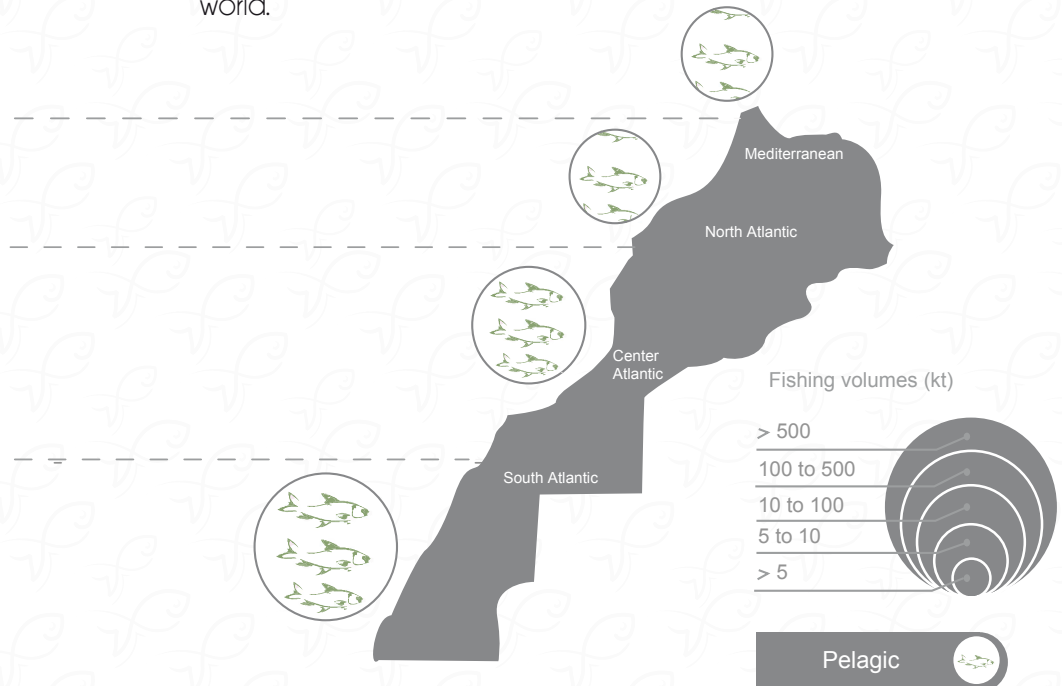 world.
Mediterranean
North Atlantic
Center
Atlantic
South Atlantic
Fishing volumes (kt)
> 500
100 to 500
10 to 100
5 to 10
> 5
Pelagic